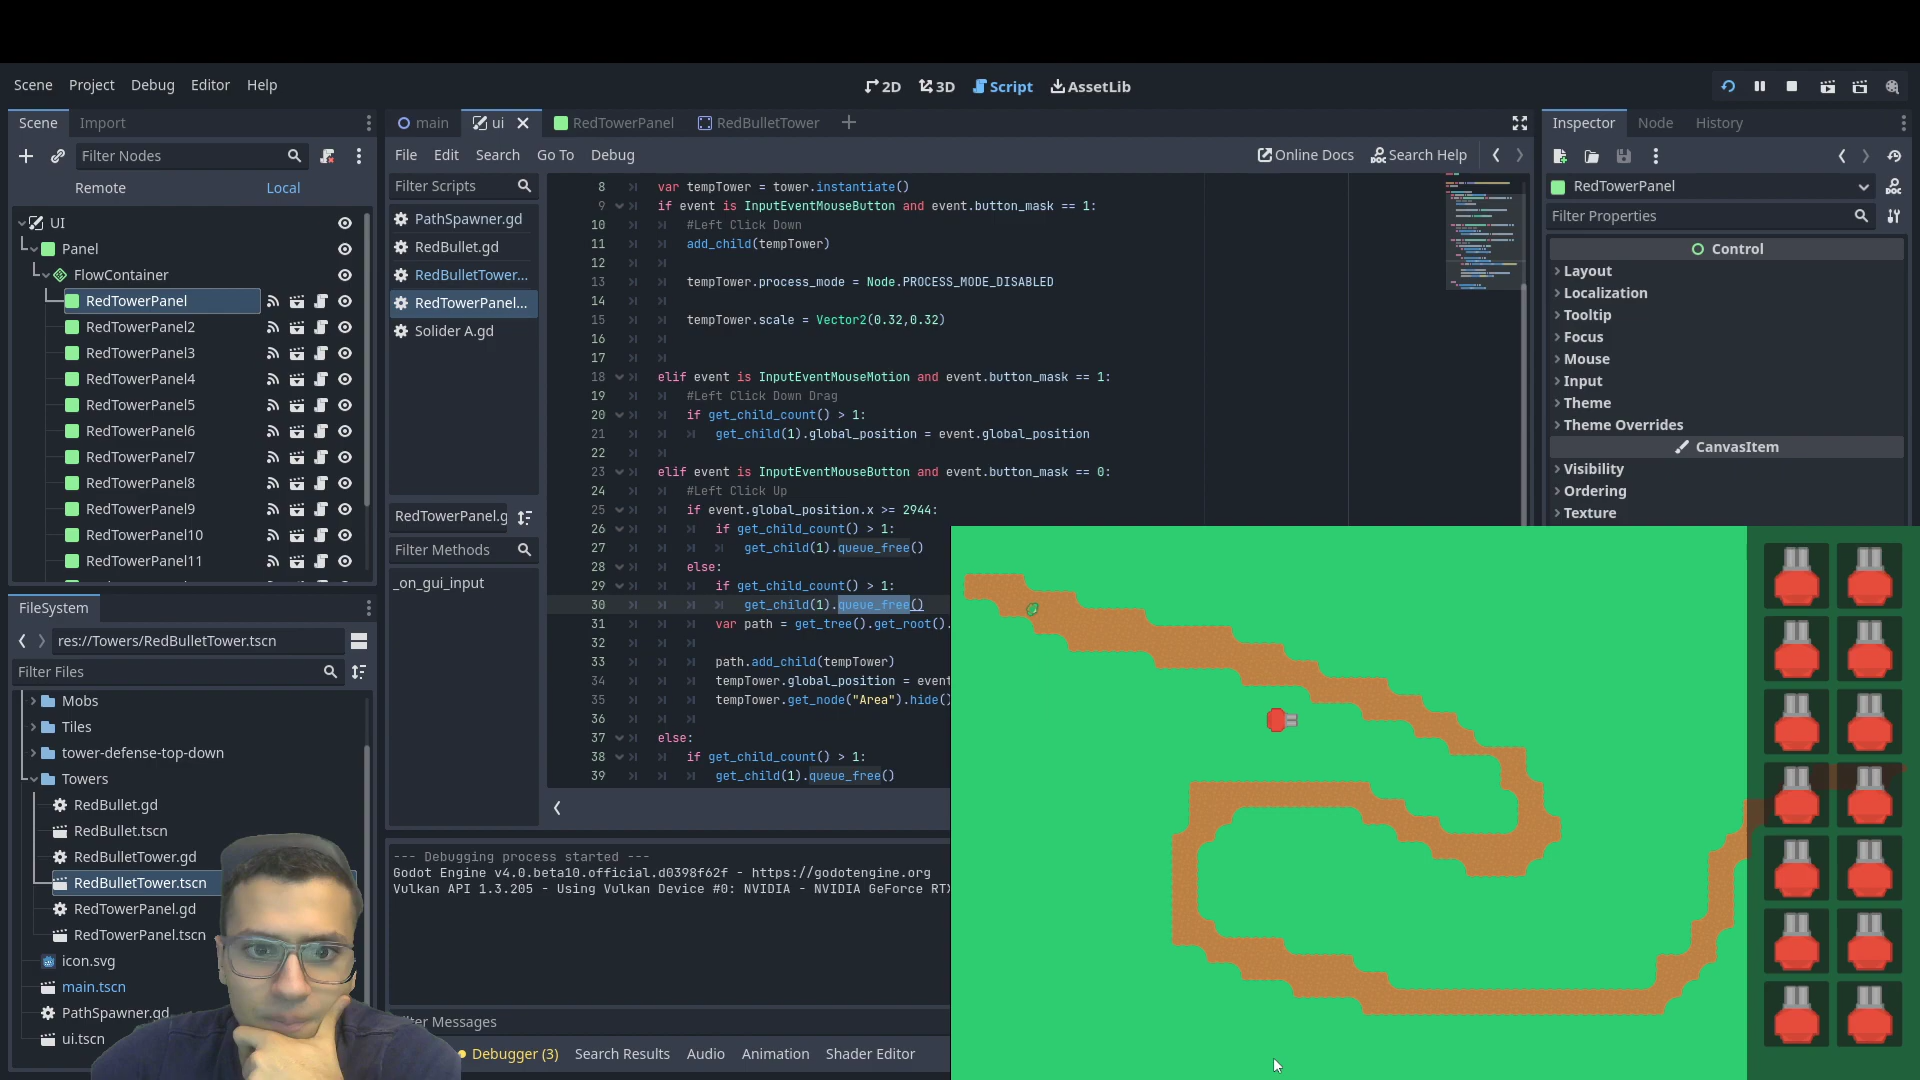 Scene Project Debug Editor Help
2D 3D Script AssetLib
Scene Import
main ui RedTowerPanel RedBulletTower
Inspector Node History
Filter Nodes
File Edit Search Go To Debug
Online Docs Search Help
Remote Local
Filter Scripts
RedTowerPanel
Filter Properties
UI
Panel
FlowContainer
RedTowerPanel
RedTowerPanel2
RedTowerPanel3
RedTowerPanel4
RedTowerPanel5
RedTowerPanel6
RedTowerPanel7
RedTowerPanel8
RedTowerPanel9
RedTowerPanel10
RedTowerPanel11
PathSpawner.gd
RedBullet.gd
RedBulletTower...
RedTowerPanel...
Solider A.gd
RedTowerPanel.g
Filter Methods
_on_gui_input
8 var tempTower = tower.instantiate()
9 if event is InputEventMouseButton and event.button_mask == 1:
10 #Left Click Down
11 add_child(tempTower)
12
13 tempTower.process_mode = Node.PROCESS_MODE_DISABLED
14
15 tempTower.scale = Vector2(0.32,0.32)
16
17
18 elif event is InputEventMouseMotion and event.button_mask == 1:
19 #Left Click Down Drag
20 if get_child_count() > 1:
21 get_child(1).global_position = event.global_position
22
23 elif event is InputEventMouseButton and event.button_mask == 0:
24 #Left Click Up
25 if event.global_position.x >= 2944:
26 if get_child_count() > 1:
27 get_child(1).queue_free()
28 else:
29 if get_child_count() > 1:
30 get_child(1).queue_free()
31 var path = get_tree().get_root().
32
33 path.add_child(tempTower)
34 tempTower.global_position = event
35 tempTower.get_node("Area").hide()
36
37 else:
38 if get_child_count() > 1:
39 get_child(1).queue_free()
Control
Layout
Localization
Tooltip
Focus
Mouse
Input
Theme
Theme Overrides
CanvasItem
Visibility
Ordering
Texture
FileSystem
res://Towers/RedBulletTower.tscn
Filter Files
Mobs
Tiles
tower-defense-top-down
Towers
RedBullet.gd
RedBullet.tscn
RedBulletTower.gd
RedBulletTower.tscn
RedTowerPanel.gd
RedTowerPanel.tscn
icon.svg
main.tscn
PathSpawner.gd
ui.tscn
--- Debugging process started ---
Godot Engine v4.0.beta10.official.d0398f62f - https://godotengine.org
Vulkan API 1.3.205 - Using Vulkan Device #0: NVIDIA - NVIDIA GeForce RTX
Messages
Debugger (3) Search Results Audio Animation Shader Editor